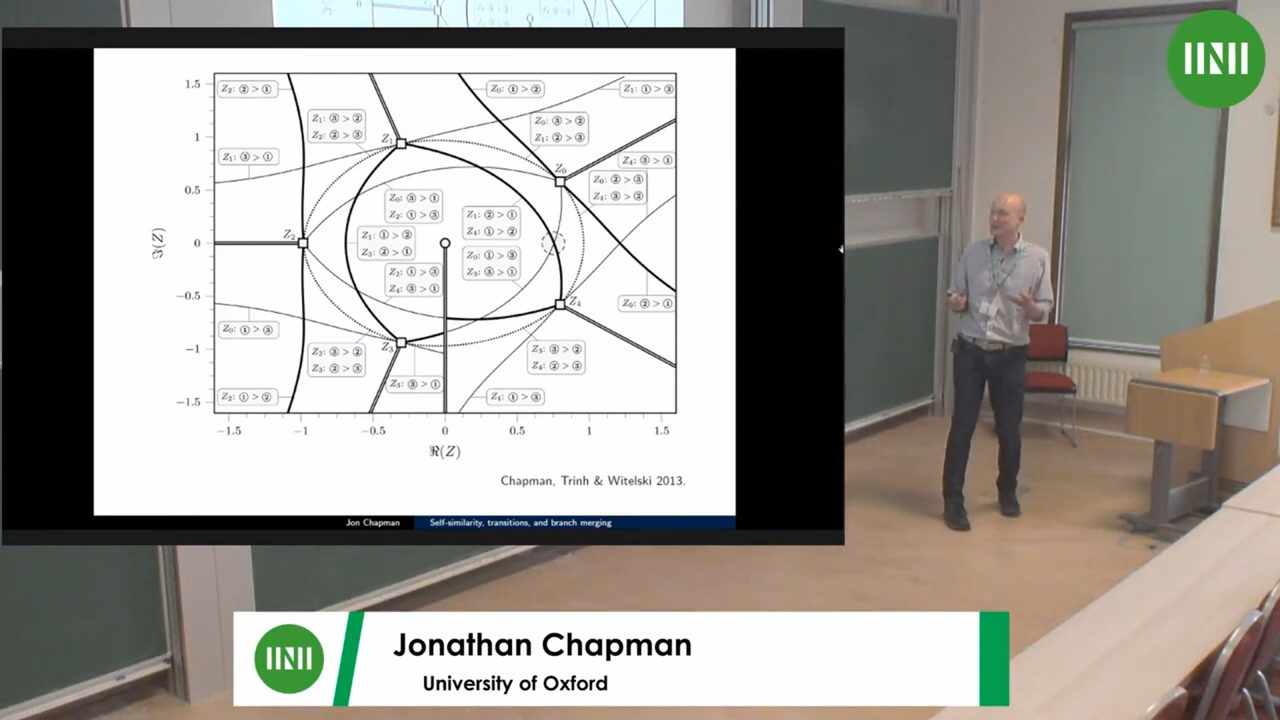 Z₂: ② > ①
Z₀: ① > ②
Z₁: ① > ③
Z₁: ③ > ②
Z₂: ② > ③
Z₁
Z₀: ③ > ②
Z₁: ② > ③
Z₁: ③ > ①
Z₄: ③ > ①
Z₀
Z₀: ② > ③
Z₄: ③ > ②
Z₀: ③ > ①
Z₂: ① > ③
Z₁: ② > ①
Z₄: ① > ②
Z₂
Z₁: ① > ②
Z₃: ② > ①
Z₀: ① > ③
Z₃: ③ > ①
Z₂: ① > ③
Z₄: ③ > ①
Z₄
Z₀: ② > ①
Z₀: ① > ③
Z₃
Z₂: ③ > ②
Z₃: ② > ③
Z₃: ③ > ②
Z₄: ② > ③
Z₃: ③ > ①
Z₂: ① > ②
Z₄: ① > ③
1.5
1
0.5
0
−0.5
−1
−1.5
ℑ(Z)
−1.5 −1 −0.5 0 0.5 1 1.5
ℜ(Z)
Chapman, Trinh & Witelski 2013.
Jon Chapman Self-similarity, transitions, and branch merging
Jonathan Chapman
University of Oxford